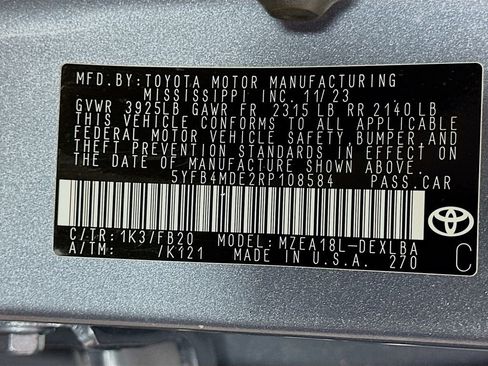 MFD. BY: TOYOTA MOTOR MANUFACTURING
MISSISSIPPI INC. 11/23
GVWR 3925LB GAWR FR. 2315 LB RR 2140 LB
THIS VEHICLE CONFORMS TO ALL APPLICABLE
FEDERAL MOTOR VEHICLE SAFETY, BUMPER, AND
THEFT PREVENTION STANDARDS IN EFFECT ON
THE DATE OF MANUFACTURE SHOWN ABOVE.
5YFB4MDE2RP108584 PASS. CAR
C/TR: 1K3/FB20 MODEL: MZEA18L-DEXLBA
A/TM: /K121 MADE IN U.S.A. 270
C